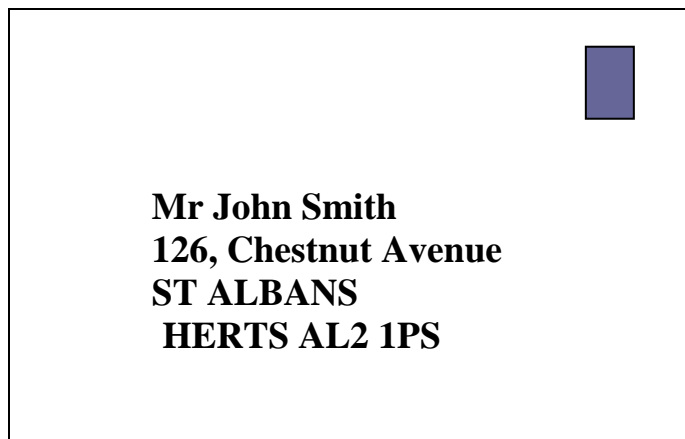 Mr John Smith
126, Chestnut Avenue
ST ALBANS
HERTS AL2 1PS